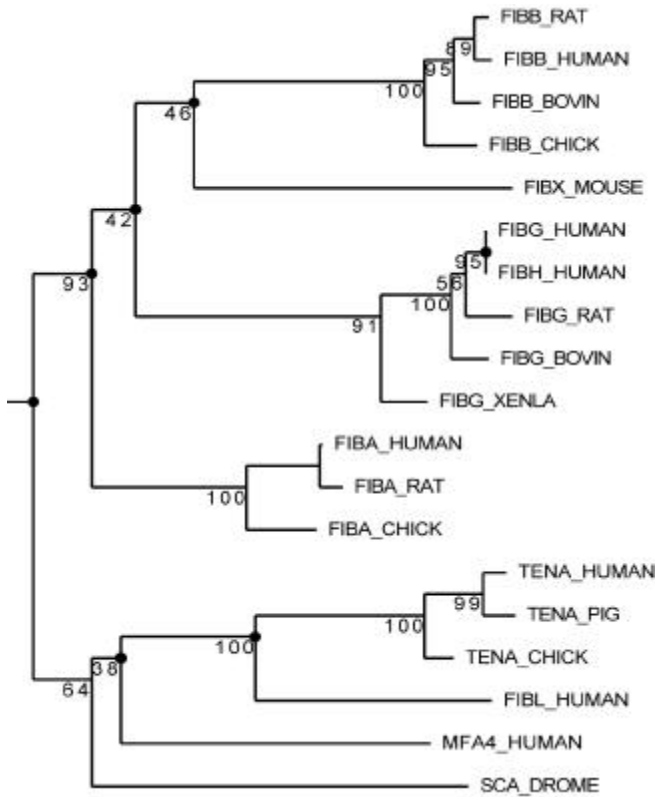 FIBB_RAT
89
FIBB_HUMAN
95
100
FIBB_BOVIN
46
FIBB_CHICK
FIBX_MOUSE
42
FIBG_HUMAN
95
FIBH_HUMAN
93
56
100
FIBG_RAT
91
FIBG_BOVIN
FIBG_XENLA
FIBA_HUMAN
100
FIBA_RAT
FIBA_CHICK
TENA_HUMAN
99
TENA_PIG
100
100
TENA_CHICK
38
64
FIBL_HUMAN
MFA4_HUMAN
SCA_DROME